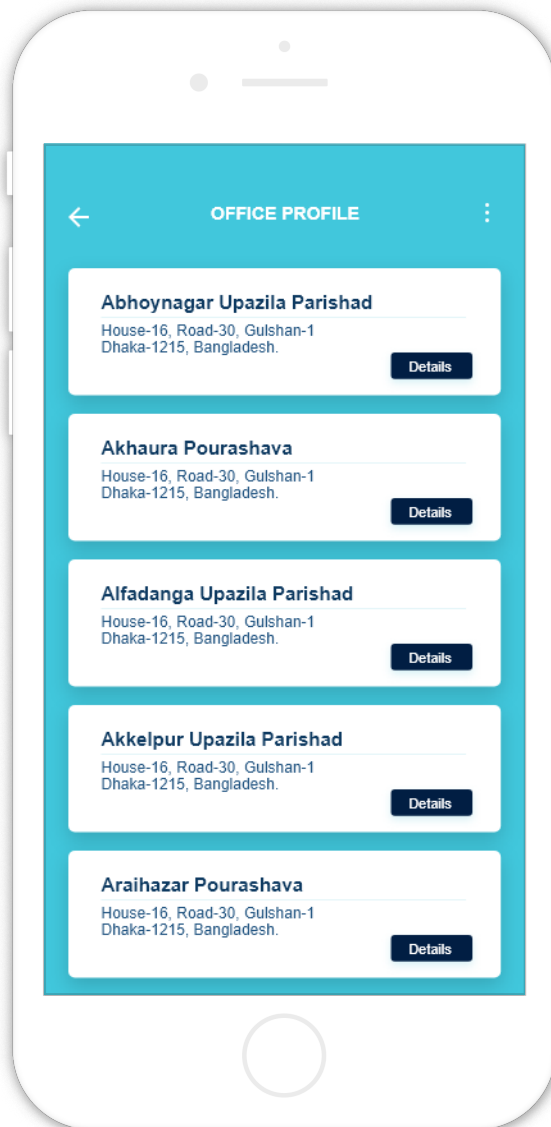 OFFICE PROFILE
Abhoynagar Upazila Parishad
House-16, Road-30, Gulshan-1
Dhaka-1215, Bangladesh.
Details
Akhaura Pourashava
House-16, Road-30, Gulshan-1
Dhaka-1215, Bangladesh.
Details
Alfadanga Upazila Parishad
House-16, Road-30, Gulshan-1
Dhaka-1215, Bangladesh.
Details
Akkelpur Upazila Parishad
House-16, Road-30, Gulshan-1
Dhaka-1215, Bangladesh.
Details
Araihazar Pourashava
House-16, Road-30, Gulshan-1
Dhaka-1215, Bangladesh.
Details